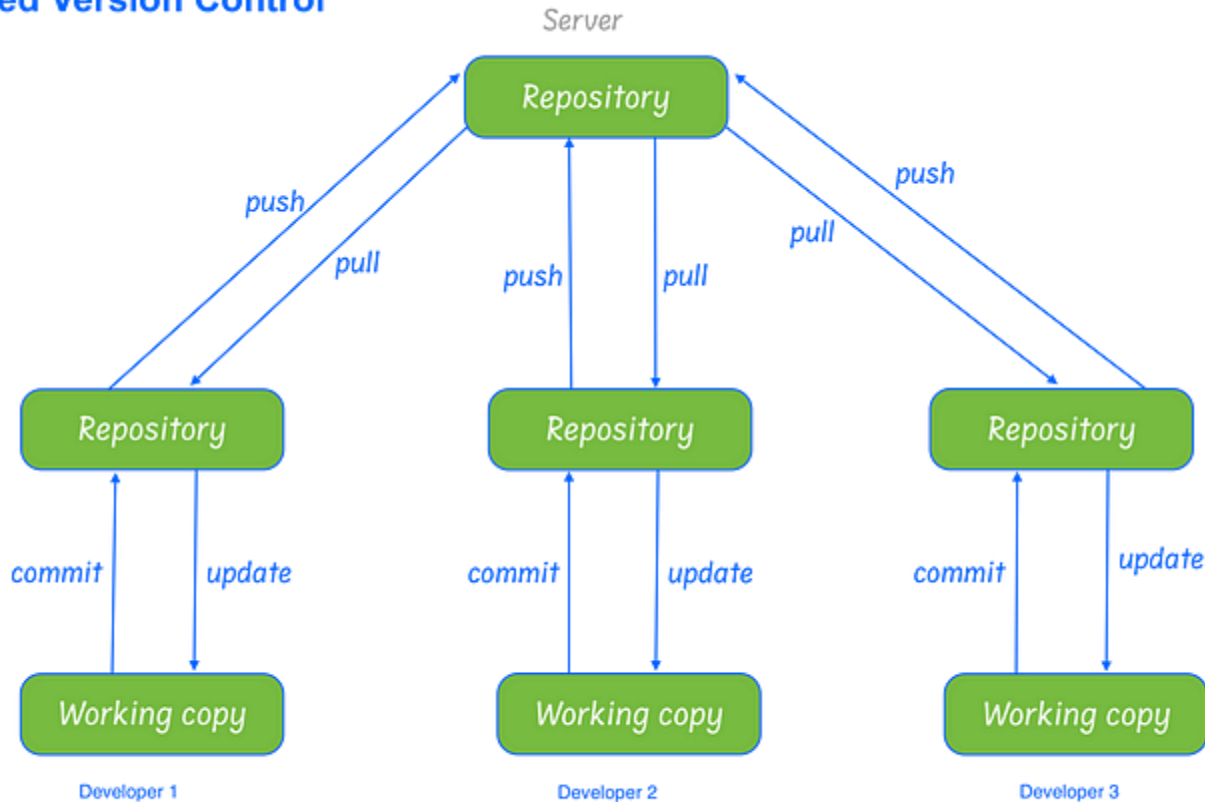 ed Version Control
Server
Repository
push
push
pull
pull
push
pull
Repository
Repository
Repository
commit
update
commit
update
commit
update
Working copy
Working copy
Working copy
Developer 1
Developer 2
Developer 3